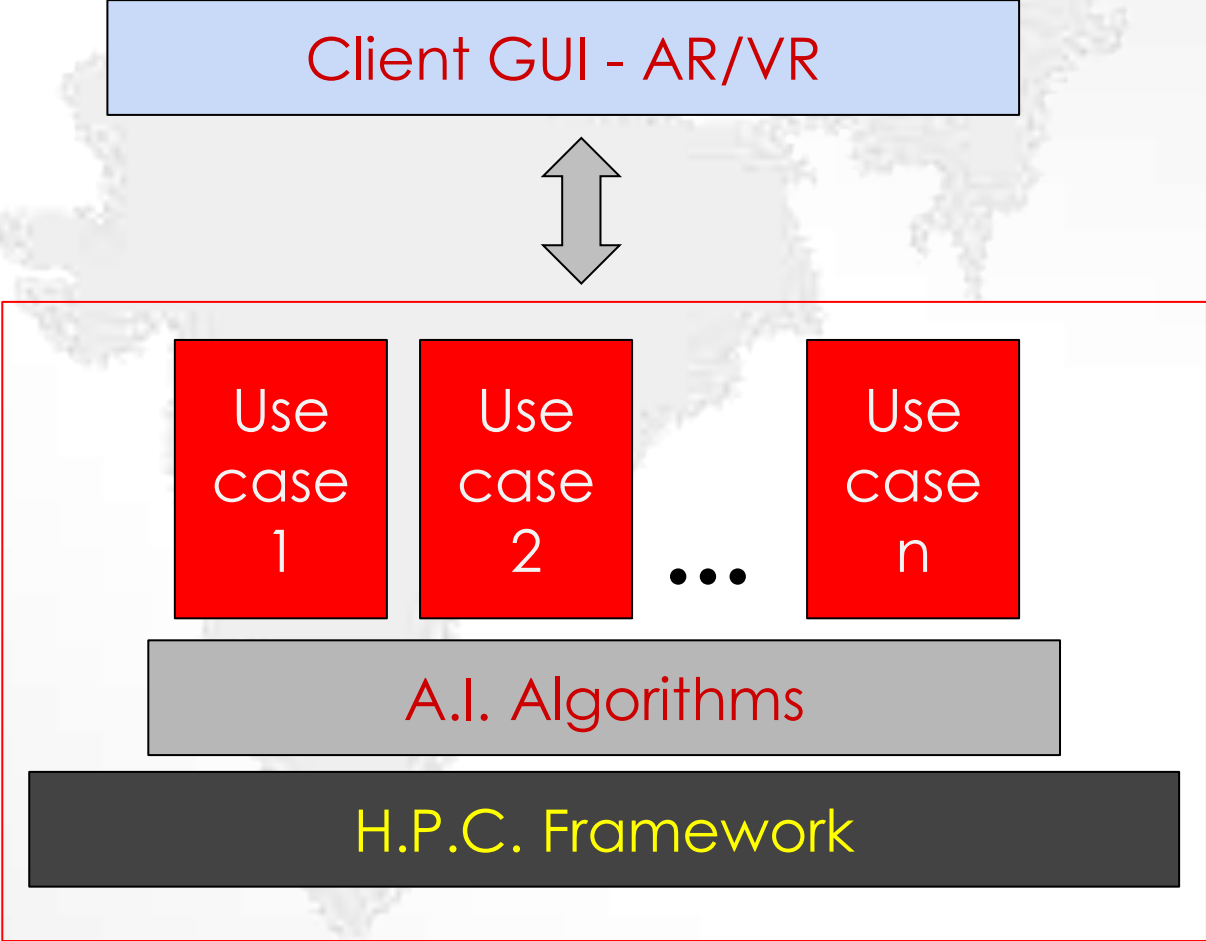 Client GUI - AR/VR
Use
case
1
Use
case
2
...
Use
case
n
A.I. Algorithms
H.P.C. Framework